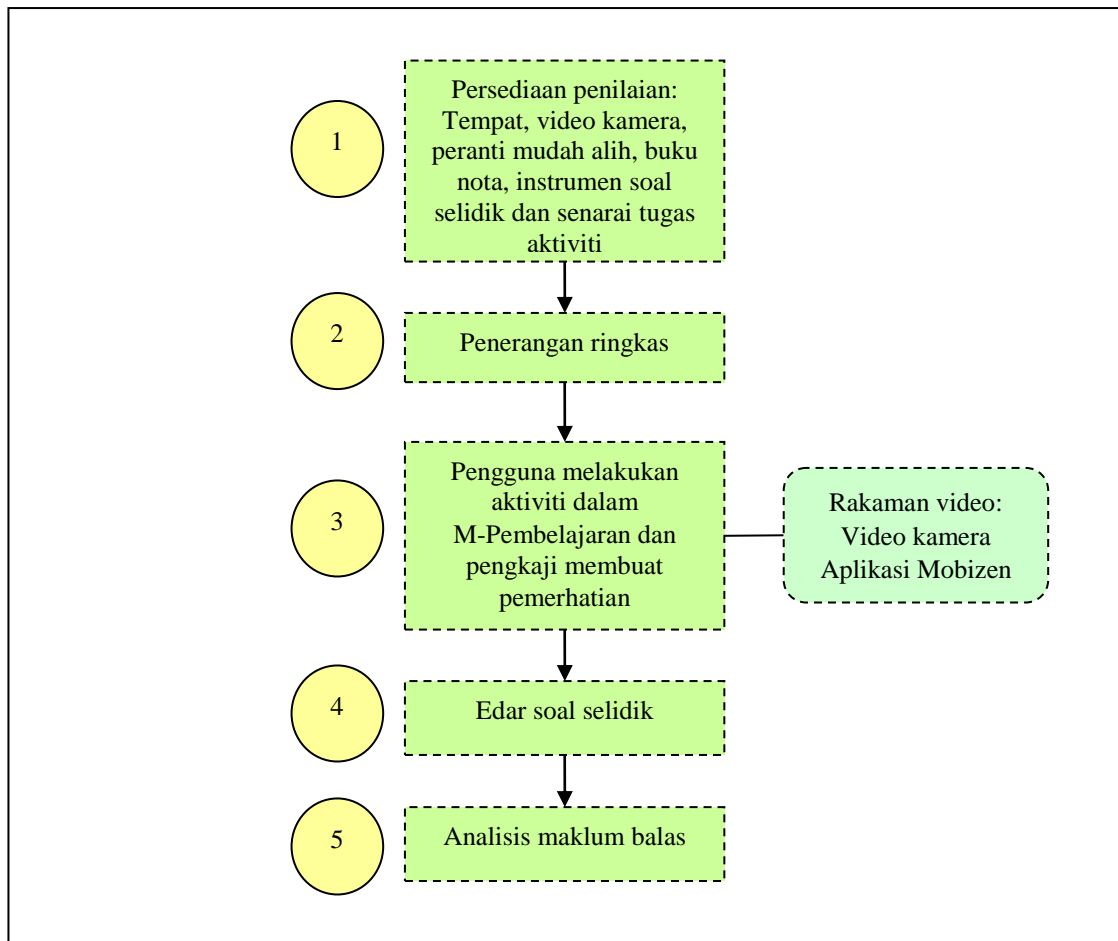 1
Persediaan penilaian:
Tempat, video kamera,
peranti mudah alih, buku
nota, instrumen soal
selidik dan senarai tugas
aktiviti
2
Penerangan ringkas
3
Pengguna melakukan
aktiviti dalam
M-Pembelajaran dan
pengkaji membuat
pemerhatian
Rakaman video:
Video kamera
Aplikasi Mobizen
4
Edar soal selidik
5
Analisis maklum balas